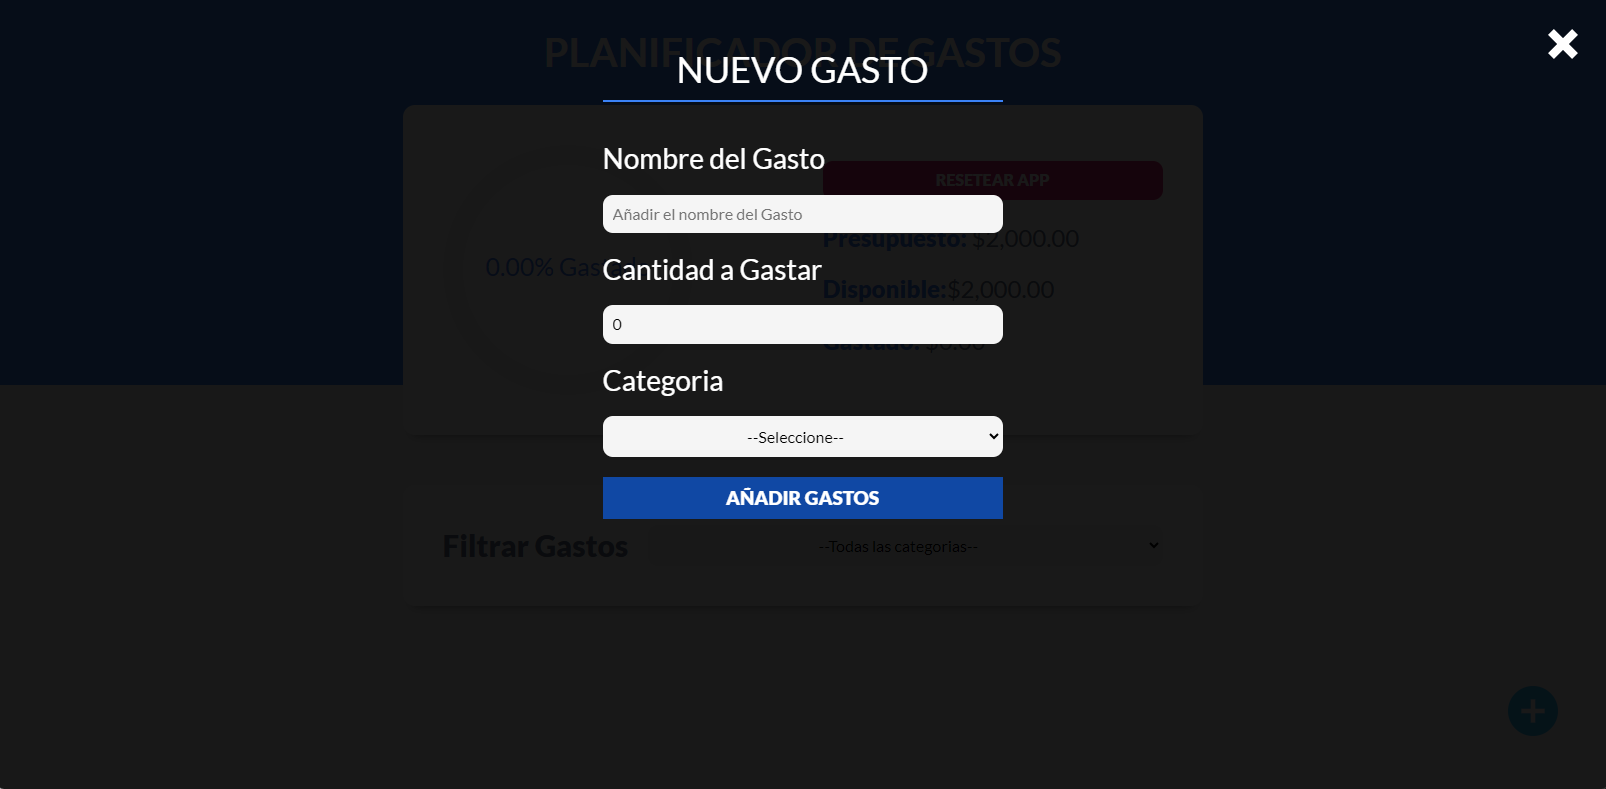 PLANIFICADOR DE GASTOS
NUEVO GASTO
Nombre del Gasto
RESETEAR APP
Añadir el nombre del Gasto
Presupuesto: $2,000.00
0.00% Gastado
Cantidad a Gastar
Disponible:$2,000.00
0
Gastado: $0.00
Categoria
--Seleccione--
AÑADIR GASTOS
Filtrar Gastos
--Todas las categorias--